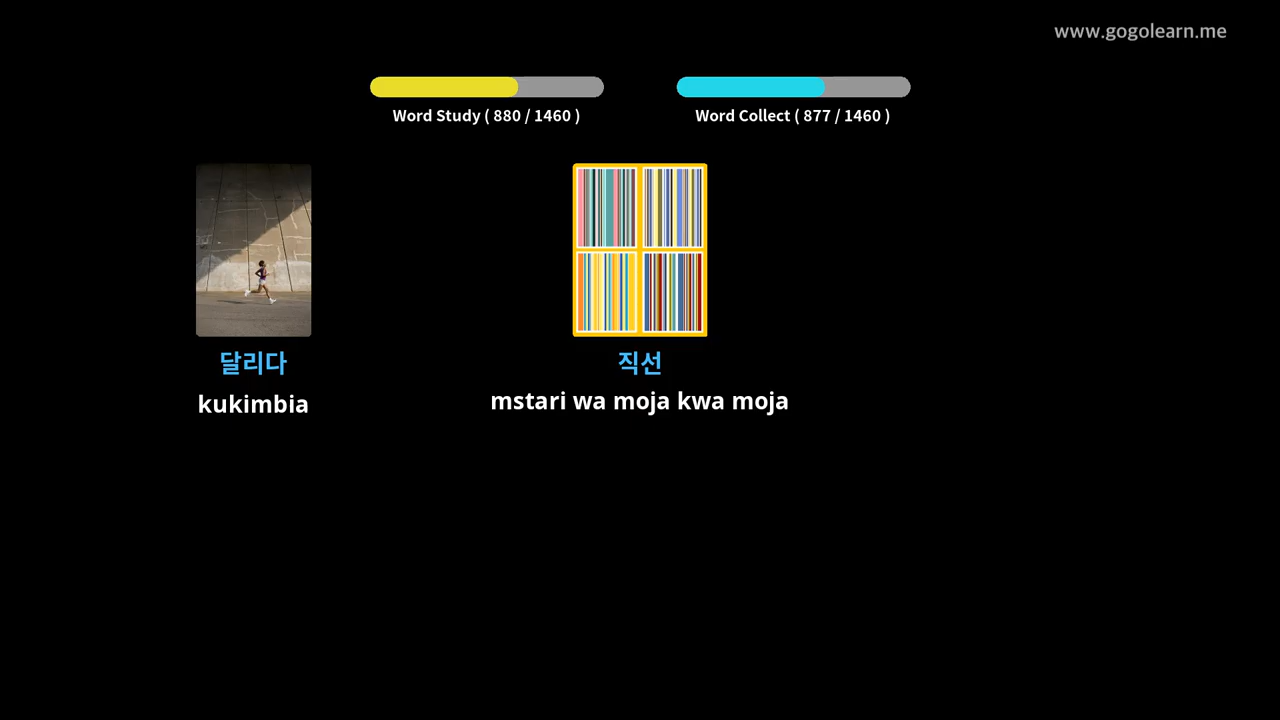 www.gogolearn.me
Word Study ( 880 / 1460 )
Word Collect ( 877 / 1460 )
달리다
kukimbia
직선
mstari wa moja kwa moja